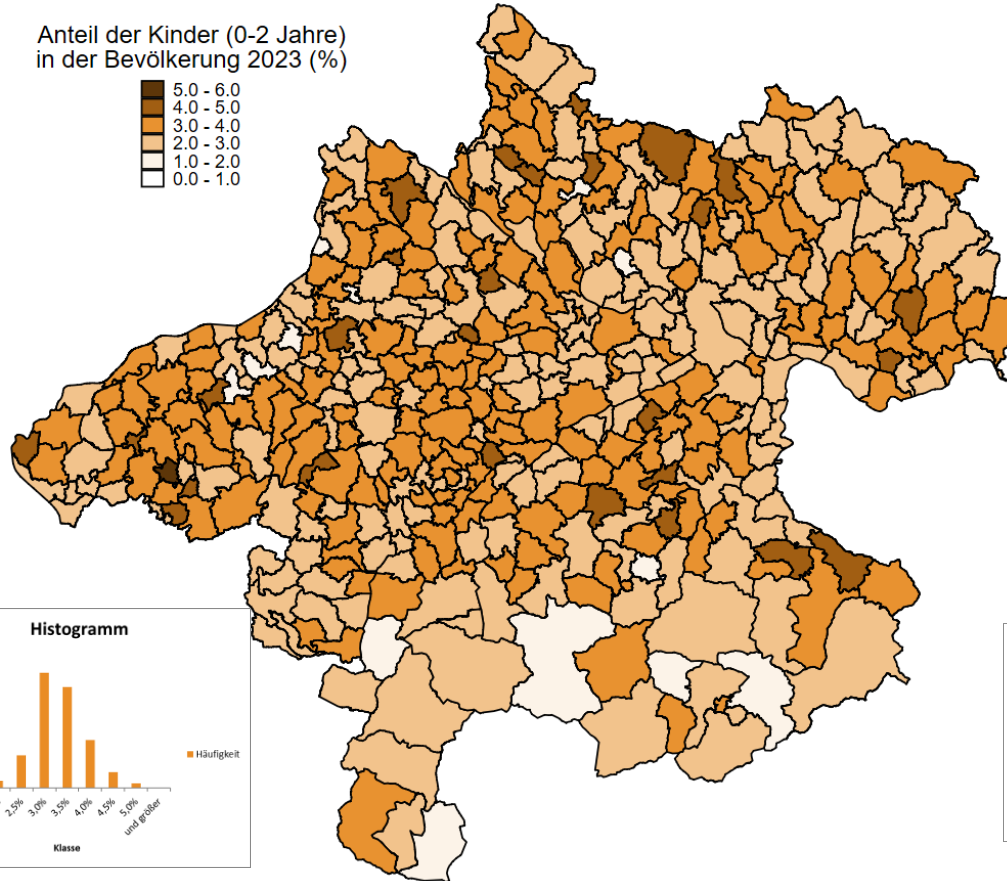 Anteil der Kinder (0-2 Jahre)
in der Bevölkerung 2023 (%)
5.0 - 6.0
4.0 - 5.0
3.0 - 4.0
2.0 - 3.0
1.0 - 2.0
0.0 - 1.0
Histogramm
Häufigkeit
2,5%
3,0%
3,5%
4,0%
4,5%
5,0%
und größer
Klasse